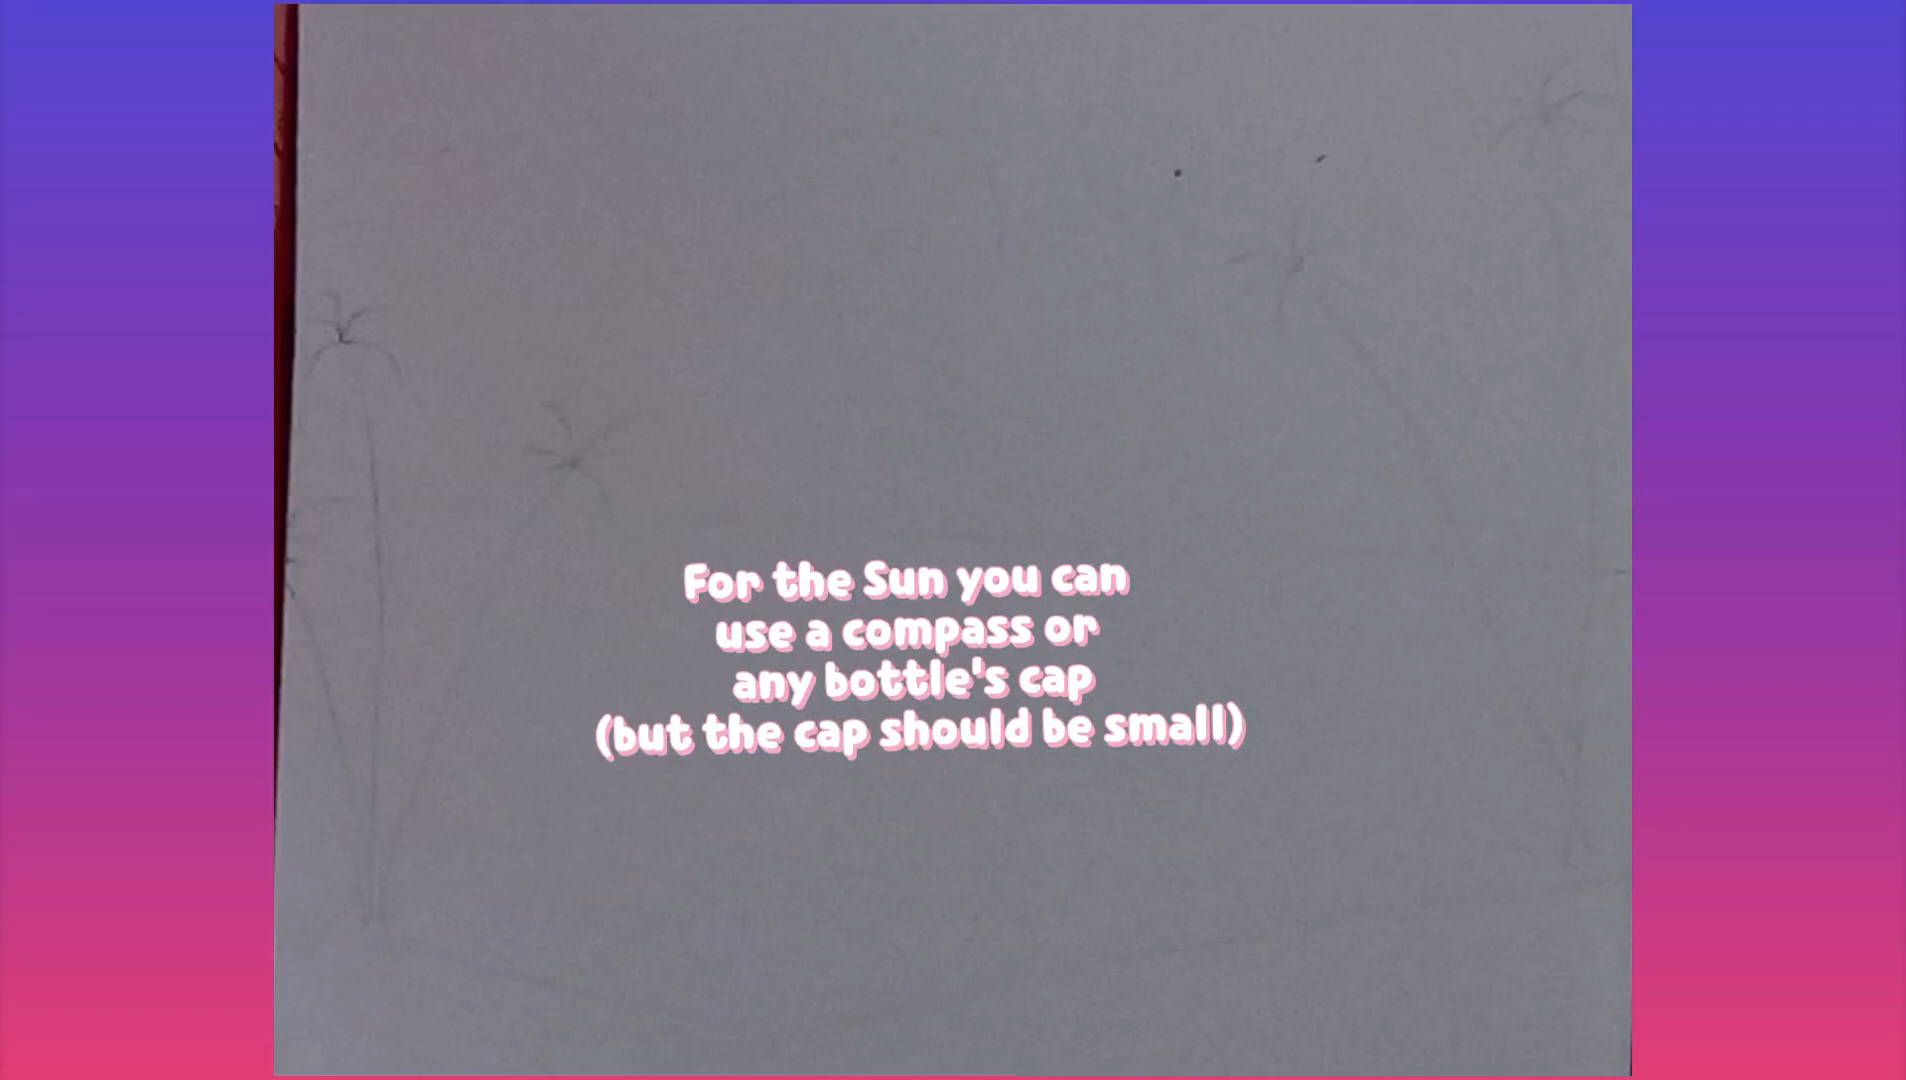 For the Sun you can
use a compass or
any bottle's cap
(but the cap should be small)